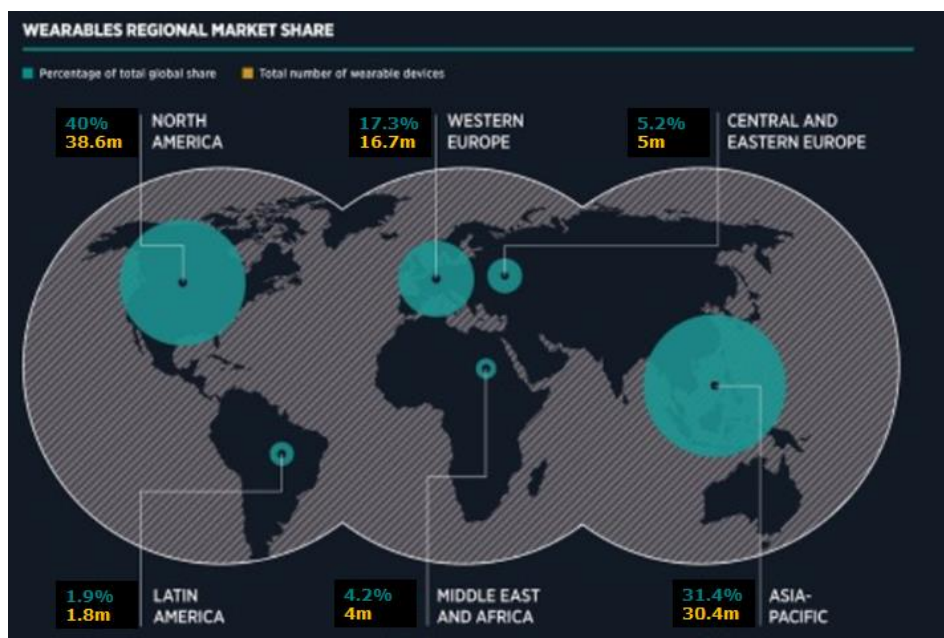 WEARABLES REGIONAL MARKET SHARE
Percentage of total global share
Total number of wearable devices
40%
38.6m
NORTH
AMERICA
17.3%
16.7m
WESTERN
EUROPE
5.2%
5m
CENTRAL AND
EASTERN EUROPE
1.9%
1.8m
LATIN
AMERICA
4.2%
4m
MIDDLE EAST
AND AFRICA
31.4%
30.4m
ASIA-
PACIFIC